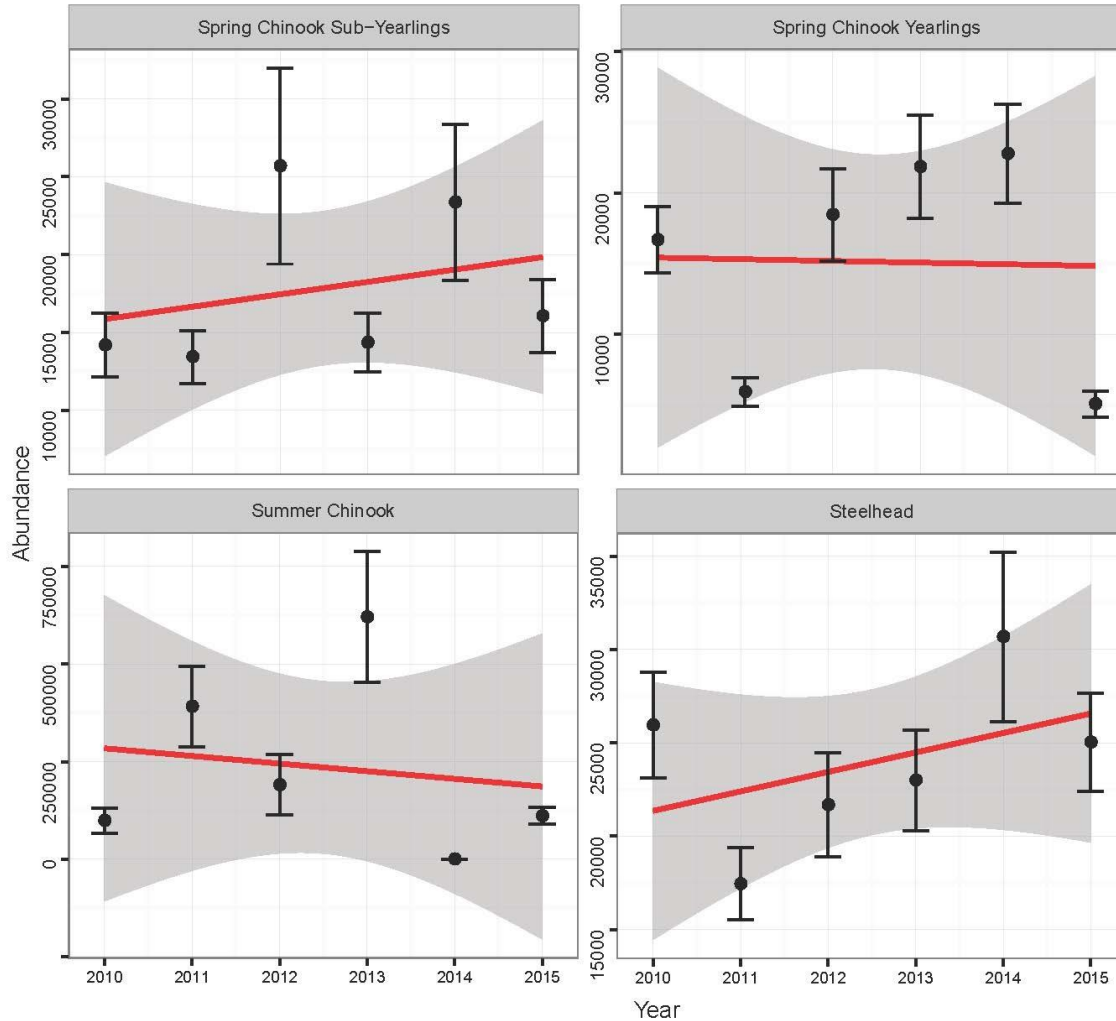 Spring Chinook Sub-Yearlings
Spring Chinook Yearlings
30000
25000
20000
15000
10000
30000
20000
10000
Abundance
Summer Chinook
Steelhead
750000
500000
250000
0
35000
30000
25000
20000
15000
2010 2011 2012 2013 2014 2015
2010 2011 2012 2013 2014 2015
Year